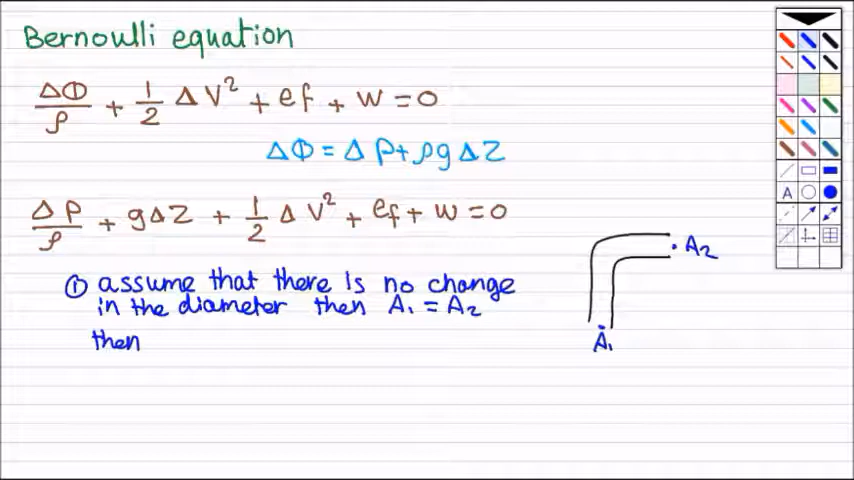 Bernoulli equation
ΔΦ/ρ + 1/2 ΔV² + ef + w = 0
ΔΦ = ΔP + ρgΔZ
ΔP/ρ + gΔZ + 1/2 ΔV² + ef + w = 0
① assume that there is no change
in the diameter then A₁ = A₂
then
A₂
A₁
A